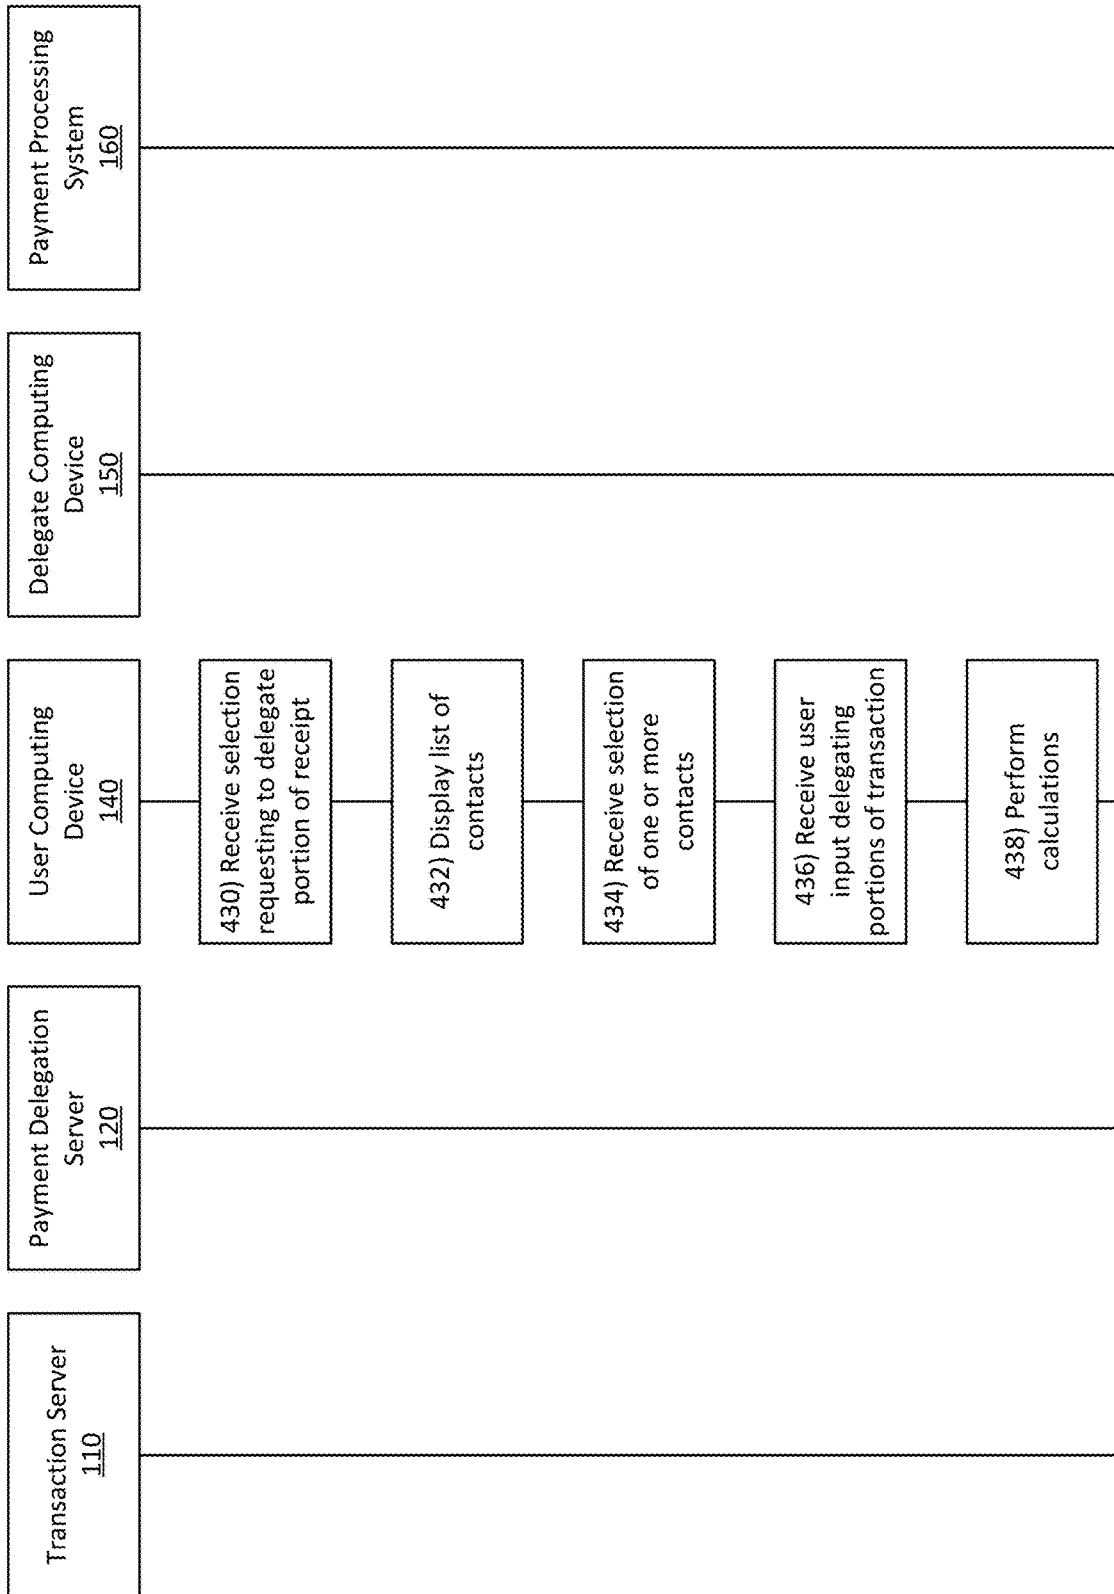 Transaction Server
110
Payment Delegation
Server
120
User Computing
Device
140
Delegate Computing
Device
150
Payment Processing
System
160
430) Receive selection
requesting to delegate
portion of receipt
432) Display list of
contacts
434) Receive selection
of one or more
contacts
436) Receive user
input delegating
portions of transaction
438) Perform
calculations